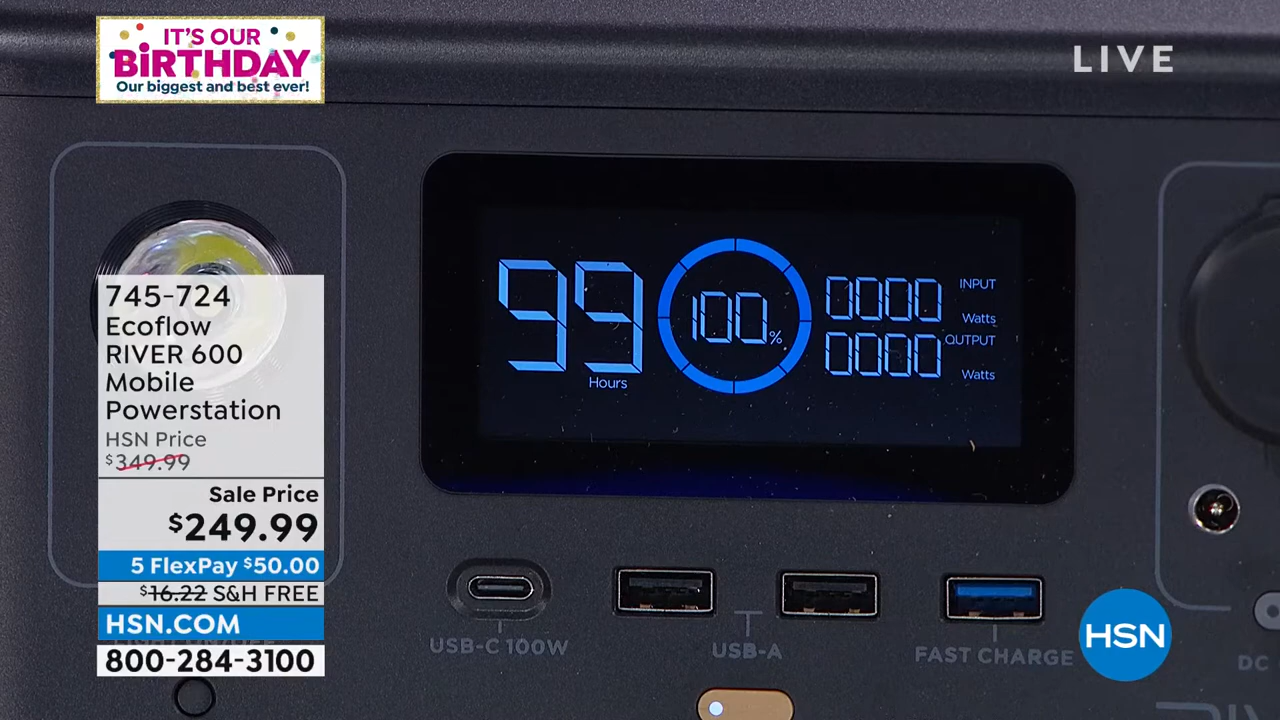 IT'S OUR
BiRTHDAY
Our biggest and best ever!
LIVE
745-724
Ecoflow
RIVER 600
Mobile
Powerstation
HSN Price
$349.99
Sale Price
$249.99
5 FlexPay $50.00
$16.22 S&H FREE
HSN.COM
800-284-3100
99
Hours
100%
0000 INPUT
Watts
0000 OUTPUT
Watts
USB-C 100W
USB-A
FAST CHARGE
HSN
DC